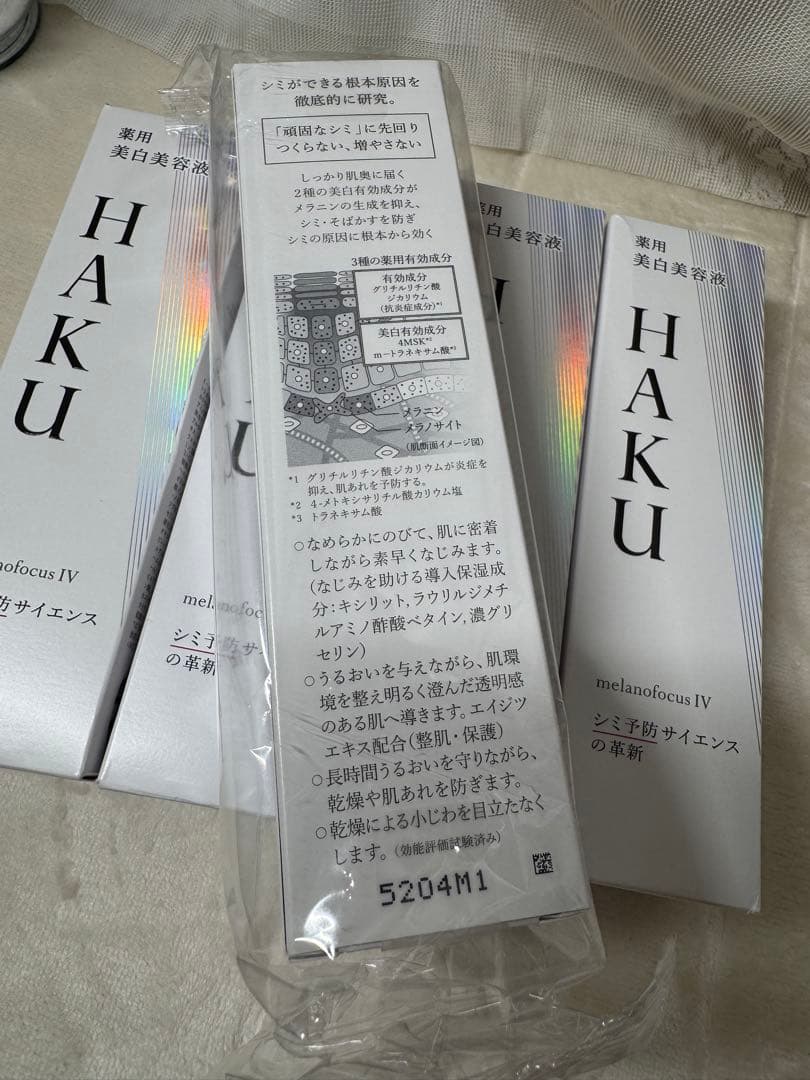 シミができる根本原因を
徹底的に研究。
「頑固なシミ」に先回り
つくらない、増やさない
しっかり肌奥に届く
2種の美白有効成分が
メラニンの生成を抑え、
シミ・そばかすを防ぎ
シミの原因に根本から効く
3種の薬用有効成分
有効成分
グリチルリチン酸
ジカリウム
(抗炎症成分)*1
美白有効成分
4MSK*2
m-トラネキサム酸*3
メラニン
メラノサイト
(肌断面イメージ図)
*1 グリチルリチン酸ジカリウムが炎症を
抑え、肌あれを予防する。
*2 4-メトキシサリチル酸カリウム塩
*3 トラネキサム酸
○なめらかにのびて、肌に密着
しながら素早くなじみます。
(なじみを助ける導入保湿成
分:キシリット,ラウリルジメチ
ルアミノ酢酸ベタイン,濃グリ
セリン)
○うるおいを与えながら、肌環
境を整え明るく澄んだ透明感
のある肌へ導きます。エイジツ
エキス配合(整肌・保護)
○長時間うるおいを守りながら、
乾燥や肌あれを防ぎます。
○乾燥による小じわを目立たなく
します。(効能評価試験済み)
5204M1
薬用
美白美容液
HAKU
nofocus IV
防サイエンス
U
melanofocus
シミ予防サ
の革新
薬用
白美容液
薬用
美白美容液
HAKU
melanofocus IV
シミ予防サイエンス
の革新